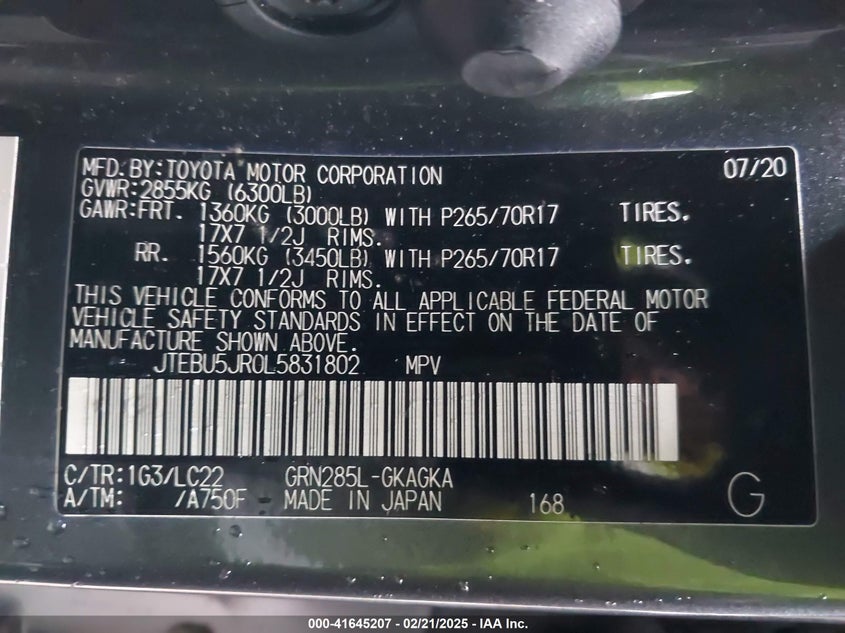 MFD. BY: TOYOTA MOTOR CORPORATION 07/20
GVWR: 2855KG (6300LB)
GAWR: FRT. 1360KG (3000LB) WITH P265/70R17 TIRES.
17X7 1/2J RIMS.
RR. 1560KG (3450LB) WITH P265/70R17 TIRES.
17X7 1/2J RIMS.
THIS VEHICLE CONFORMS TO ALL APPLICABLE FEDERAL MOTOR
VEHICLE SAFETY STANDARDS IN EFFECT ON THE DATE OF
MANUFACTURE SHOWN ABOVE.
JTEBU5JR0L5831802 MPV
C/TR: 1G3/LC22 GRN285L-GKAGKA
A/TM: /A750F MADE IN JAPAN 168 G
000-41645207 - 02/21/2025 - IAA Inc.